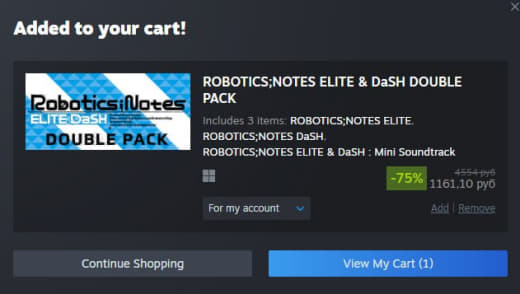 Added to your cart!
Robotics;Notes
ELITE DaSH
DOUBLE PACK
ROBOTICS;NOTES ELITE & DaSH DOUBLE
PACK
Includes 3 Items: ROBOTICS;NOTES ELITE.
ROBOTICS;NOTES DaSH.
ROBOTICS;NOTES ELITE & DaSH : Mini Soundtrack
-75%
4554 руб
1161,10 руб
For my account
Add | Remove
Continue Shopping
View My Cart (1)